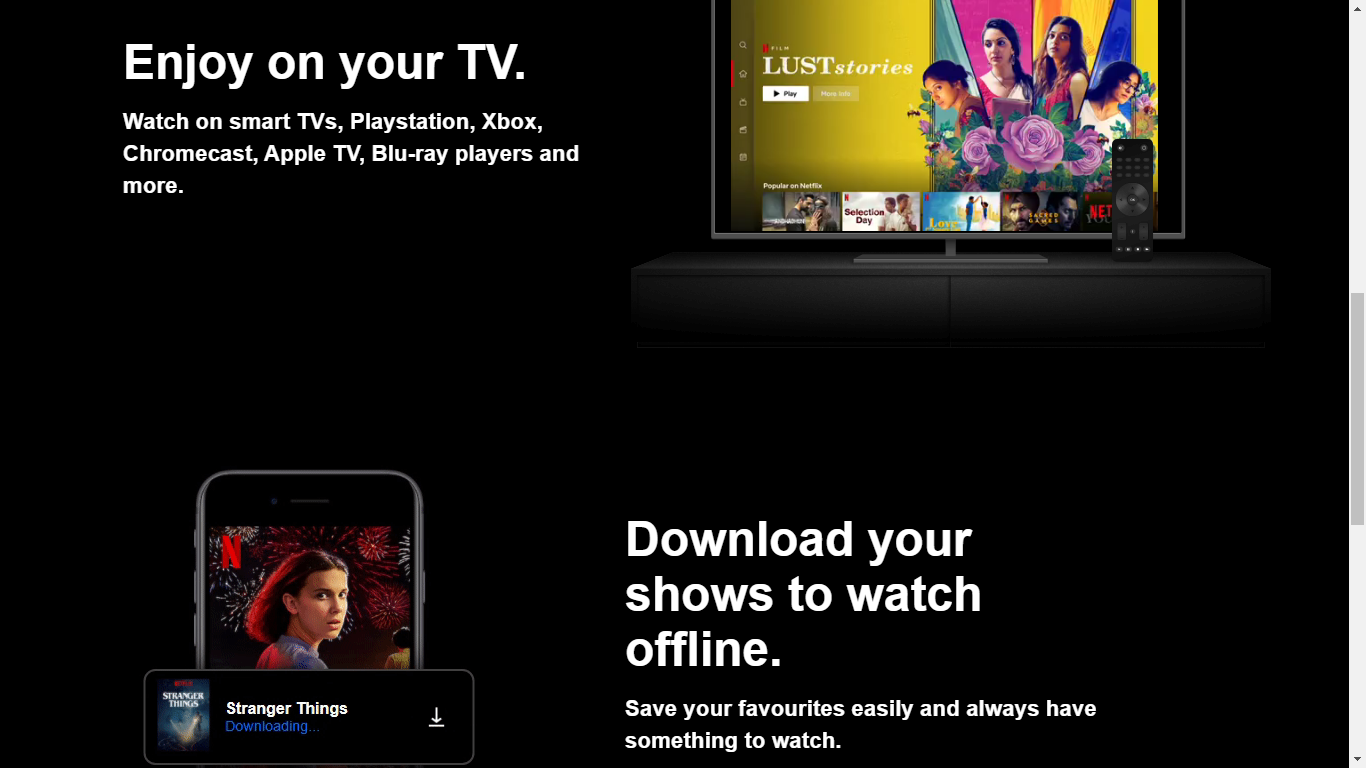 Enjoy on your TV.
Watch on smart TVs, Playstation, Xbox,
Chromecast, Apple TV, Blu-ray players and
more.
N FILM
LUST stories
Play
More Info
Popular on Netflix
Selection
Day
Love
SACRED
GAMES
NET
N
Download your
shows to watch
offline.
Save your favourites easily and always have
something to watch.
STRANGER
THINGS
Stranger Things
Downloading...